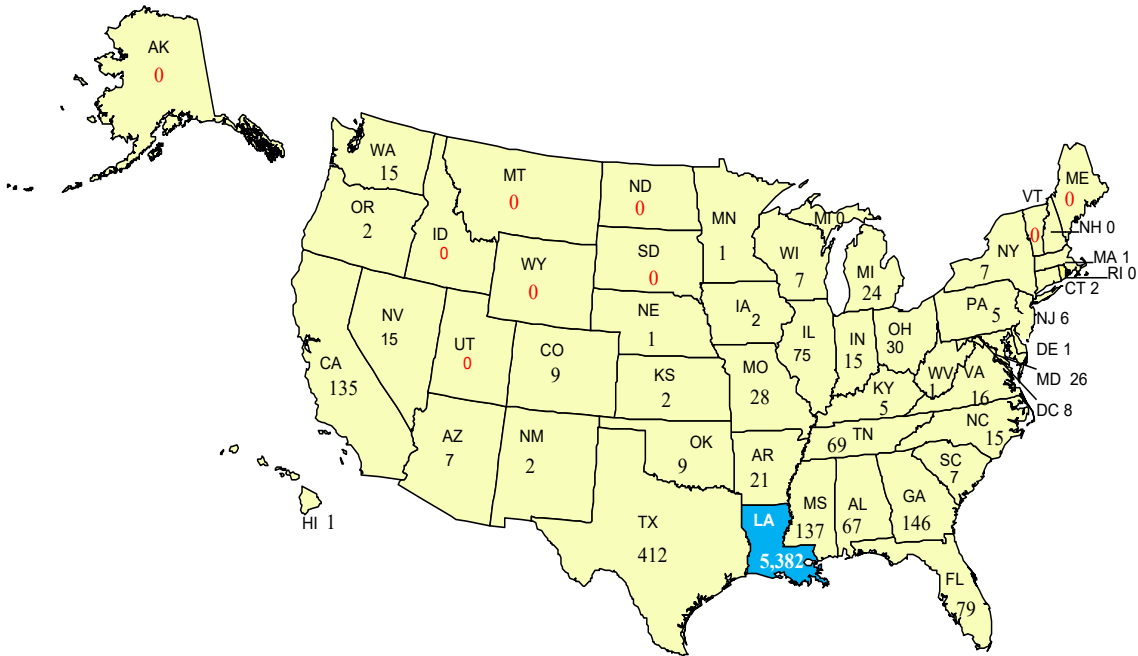 AK
0
WA
15
OR
2
ID
0
MT
0
ND
0
SD
0
WY
0
NE
1
MN
1
IA 2
WI
7
MI 0
MI
24
IL
75
IN
15
OH
30
NV
15
UT
0
CO
9
CA
135
KS
2
MO
28
KY
5
WV
1
VA
16
NC
15
69 TN
SC
7
AZ
7
NM
2
OK
9
AR
21
MS
137
AL
67
GA
146
TX
412
LA
5,382
FL
79
HI 1
NY
7
PA 5
VT
0
ME
0
NH 0
MA 1
RI 0
CT 2
NJ 6
DE 1
MD 26
DC 8